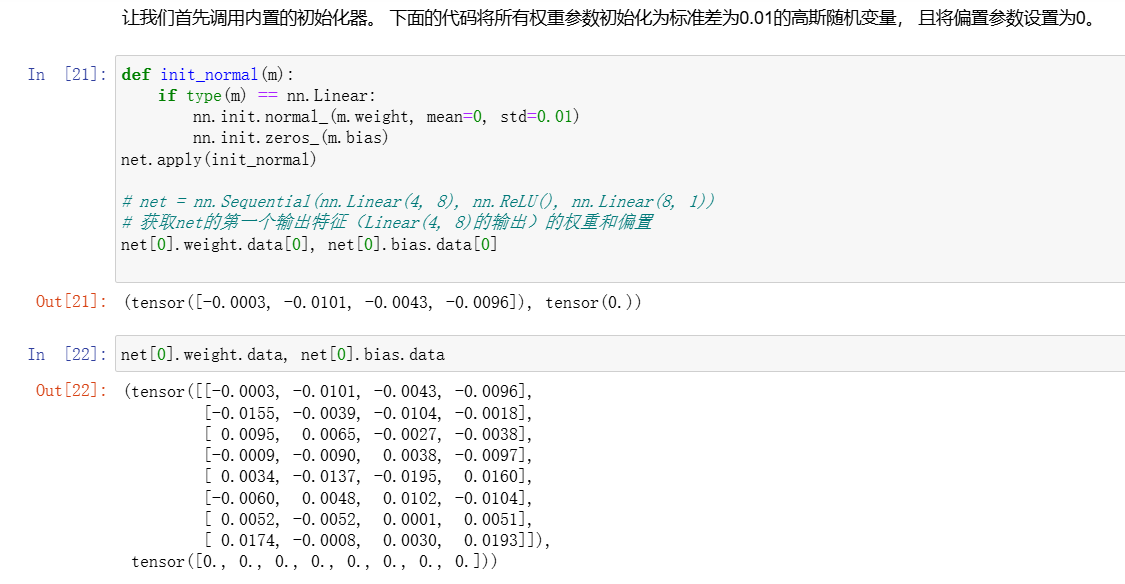 让我们首先调用内置的初始化器。 下面的代码将所有权重参数初始化为标准差为0.01的高斯随机变量， 且将偏置参数设置为0。
In [21]: def init_normal(m):
    if type(m) == nn.Linear:
        nn.init.normal_(m.weight, mean=0, std=0.01)
        nn.init.zeros_(m.bias)
net.apply(init_normal)
# net = nn.Sequential(nn.Linear(4, 8), nn.ReLU(), nn.Linear(8, 1))
# 获取net的第一个输出特征（Linear(4, 8)的输出）的权重和偏置
net[0].weight.data[0], net[0].bias.data[0]
Out[21]: (tensor([-0.0003, -0.0101, -0.0043, -0.0096]), tensor(0.))
In [22]: net[0].weight.data, net[0].bias.data
Out[22]: (tensor([[-0.0003, -0.0101, -0.0043, -0.0096],
[-0.0155, -0.0039, -0.0104, -0.0018],
[ 0.0095,  0.0065, -0.0027, -0.0038],
[-0.0009, -0.0090,  0.0038, -0.0097],
[ 0.0034, -0.0137, -0.0195,  0.0160],
[-0.0060,  0.0048,  0.0102, -0.0104],
[ 0.0052, -0.0052,  0.0001,  0.0051],
[ 0.0174, -0.0008,  0.0030,  0.0193]]),
tensor([0., 0., 0., 0., 0., 0., 0., 0.]))